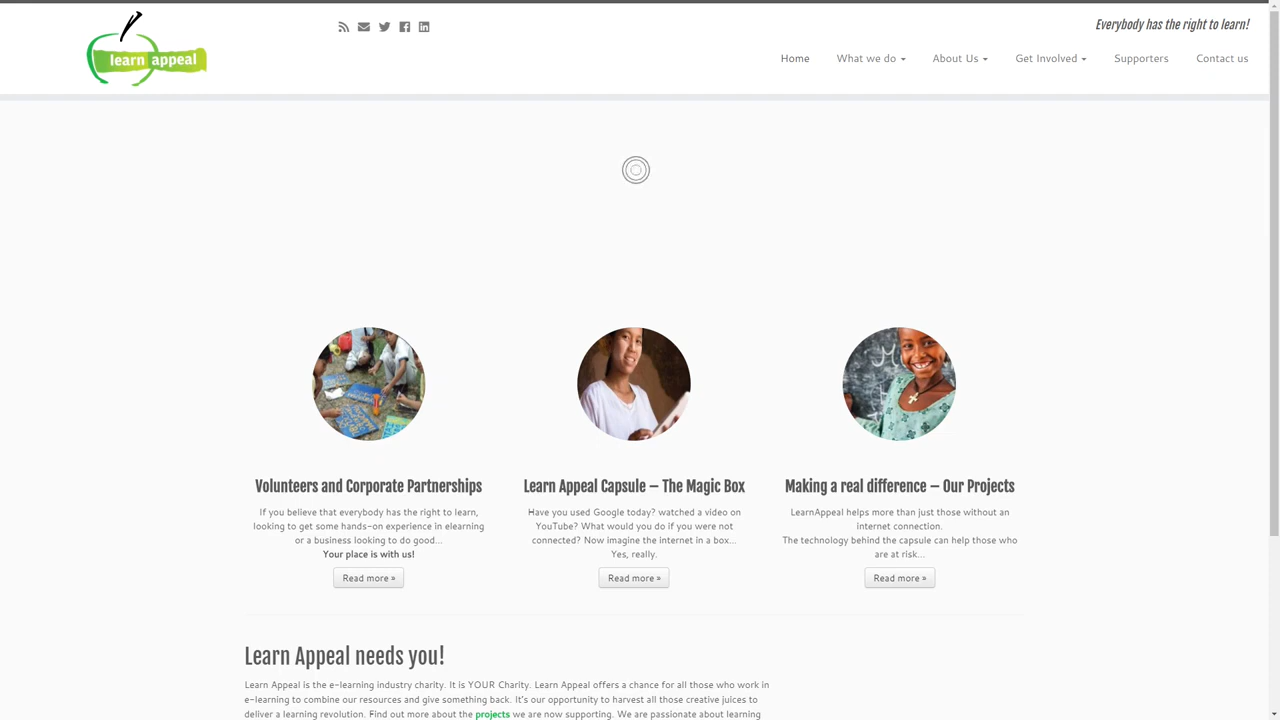 learn appeal
Everybody has the right to learn!
Home What we do About Us Get Involved Supporters Contact us
Volunteers and Corporate Partnerships
If you believe that everybody has the right to learn,
looking to get some hands-on experience in elearning
or a business looking to do good...
Your place is with us!
Read more »
Learn Appeal Capsule – The Magic Box
Have you used Google today? watched a video on
YouTube? What would you do if you were not
connected? Now imagine the internet in a box...
Yes, really.
Read more »
Making a real difference – Our Projects
LearnAppeal helps more than just those without an
internet connection.
The technology behind the capsule can help those who
are at risk...
Read more »
Learn Appeal needs you!
Learn Appeal is the e-learning industry charity. It is YOUR Charity. Learn Appeal offers a chance for all those who work in
e-learning to combine our resources and give something back. It's our opportunity to harvest all those creative juices to
deliver a learning revolution. Find out more about the projects we are now supporting. We are passionate about learning